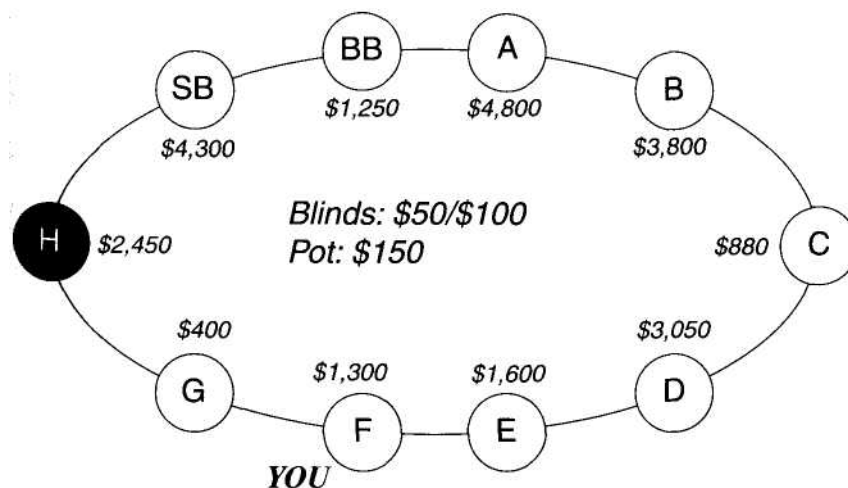 BB
A
SB
B
$1,250
$4,800
$4,300
$3,800
Blinds: $50/$100
Pot: $150
H
$2,450
$880
C
$400
$3,050
$1,300
$1,600
G
D
F
E
YOU